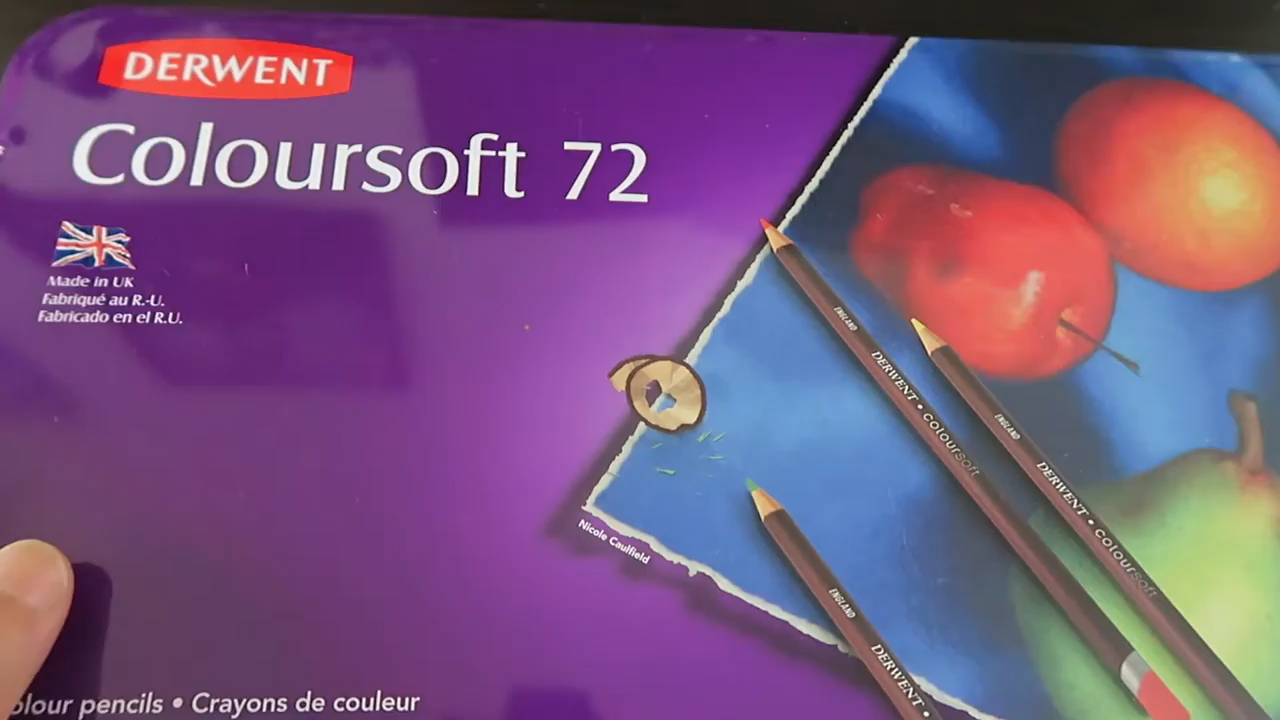 DERWENT
Coloursoft 72
Made in UK
Fabriqué au R.-U.
Fabricado en el R.U.
ENGLAND
DERWENT • coloursoft
ENGLAND
DERWENT • coloursoft
Nicole Caulfield
ENGLAND
DERWENT •
olour pencils • Crayons de couleur